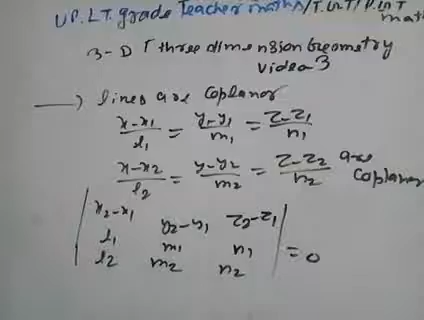 UP.LT.grade Teacher maths/T.GT/P.GT
math
3-D [three dimension Geometry
video 3
→ lines are Coplanar
x-x₁/l₁ = y-y₁/m₁ = z-z₁/n₁
x-x₂/l₂ = y-y₂/m₂ = z-z₂/n₂ are Coplanar
| x₂-x₁ y₂-y₁ z₂-z₁ |
| l₁ m₁ n₁ | = 0
| l₂ m₂ n₂ |